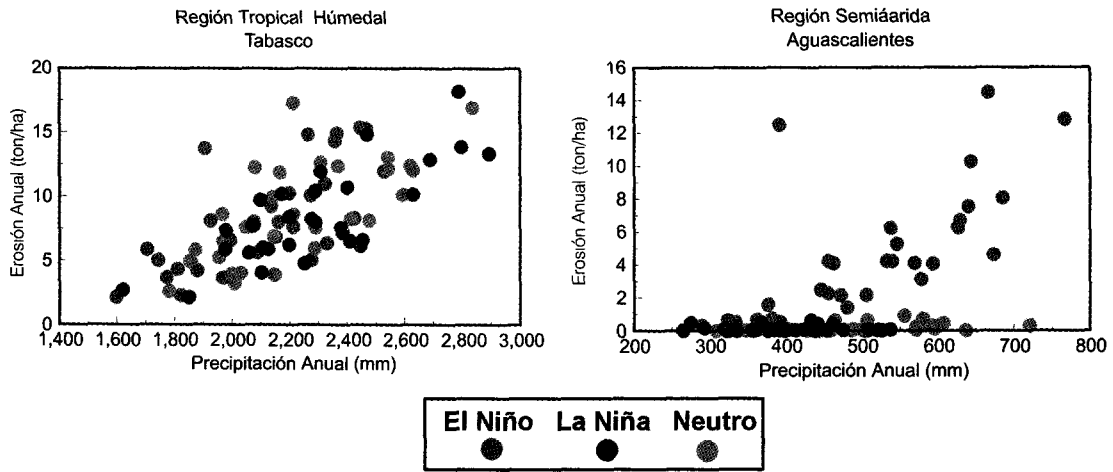 Región Tropical Húmedal
Tabasco
Erosión Anual (ton/ha)
20
15
10
5
0
1,400 1,600 1,800 2,000 2,200 2,400 2,600 2,800 3,000
Precipitación Anual (mm)
Región Semiáarida
Aguascalientes
Erosión Anual (ton/ha)
16
14
12
10
8
6
4
2
0
200 300 400 500 600 700 800
Precipitación Anual (mm)
El Niño La Niña Neutro